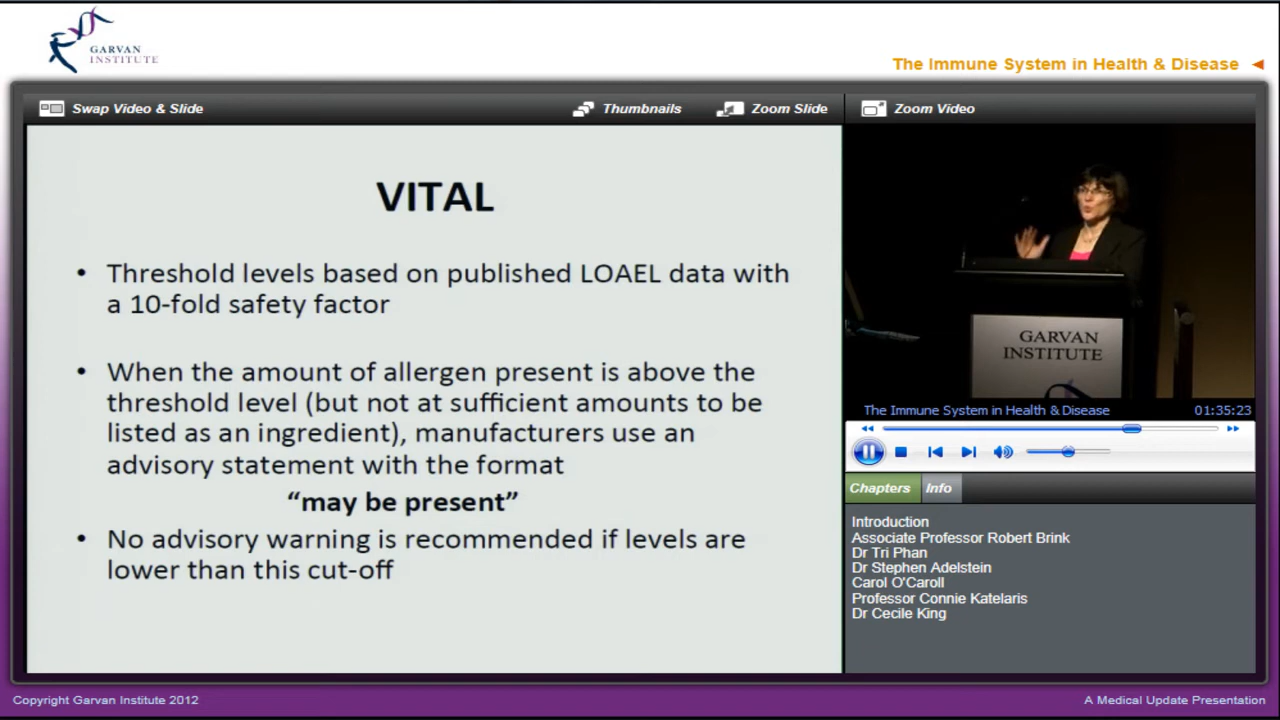 GARVAN
INSTITUTE
The Immune System in Health & Disease
Swap Video & Slide
Thumbnails
Zoom Slide
Zoom Video
VITAL
• Threshold levels based on published LOAEL data with
a 10-fold safety factor
• When the amount of allergen present is above the
threshold level (but not at sufficient amounts to be
listed as an ingredient), manufacturers use an
advisory statement with the format
“may be present”
• No advisory warning is recommended if levels are
lower than this cut-off
GARVAN
INSTITUTE
The Immune System in Health & Disease
01:35:23
Chapters
Info
Introduction
Associate Professor Robert Brink
Dr Tri Phan
Dr Stephen Adelstein
Carol O'Caroll
Professor Connie Katelaris
Dr Cecile King
Copyright Garvan Institute 2012
A Medical Update Presentation